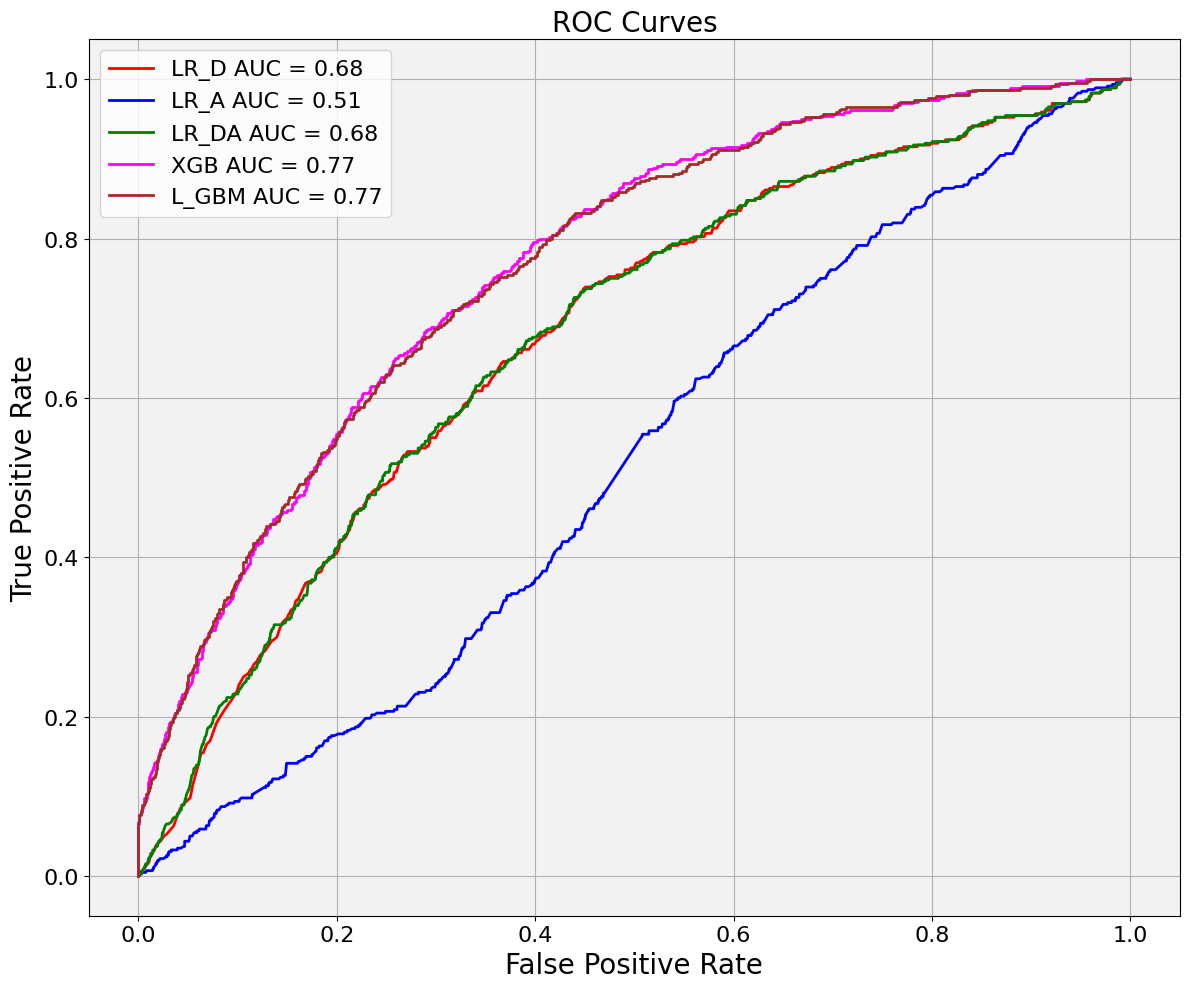 ROC Curves
LR_D AUC = 0.68
LR_A AUC = 0.51
LR_DA AUC = 0.68
XGB AUC = 0.77
L_GBM AUC = 0.77
True Positive Rate
1.0
0.8
0.6
0.4
0.2
0.0
0.0 0.2 0.4 0.6 0.8 1.0
False Positive Rate